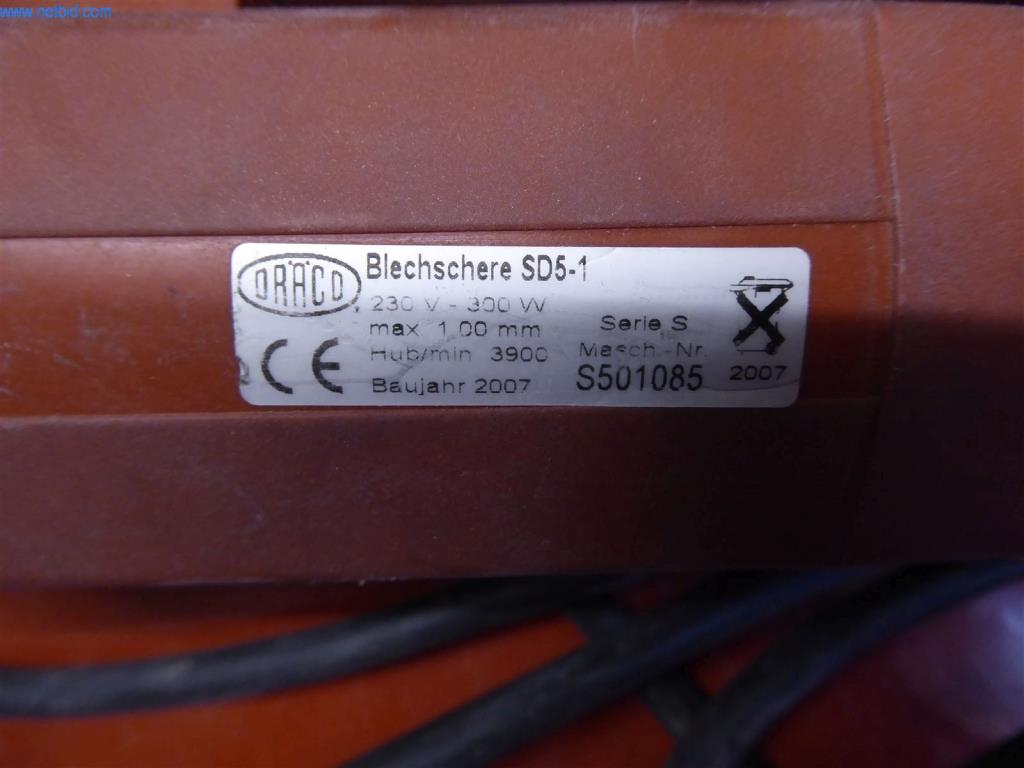 www.netbid.com
DRÄCO
Blechschere SD5-1
230 V - 300 W
max 1.00 mm
Hub/min 3900
Baujahr 2007
CE
Serie S
Masch.-Nr.
S501085
2007